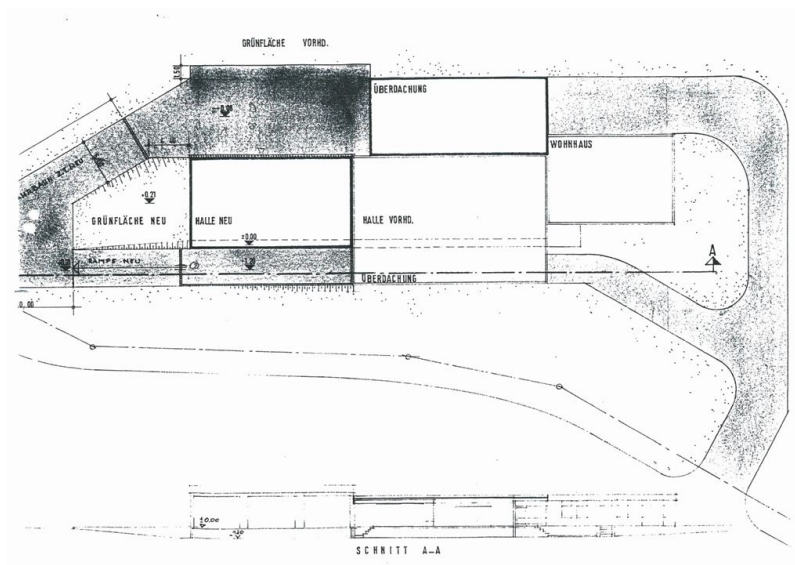 GRÜNFLÄCHE VORHD.
ÜBERDACHUNG
WOHNHAUS
+0.21
GRÜNFLÄCHE NEU
HALLE NEU
HALLE VORHD.
±0.00
RAMPE NEU
A
ÜBERDACHUNG
±0.00
SCHNITT A-A